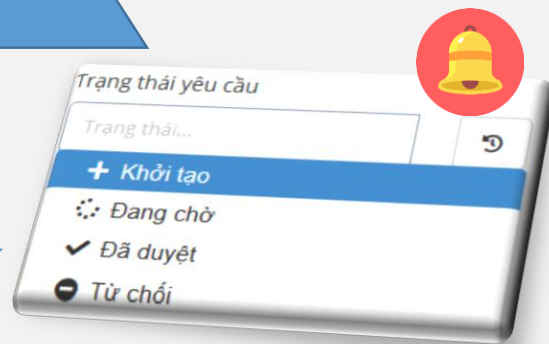 Trạng thái yêu cầu
Trạng thái...
Khởi tạo
Đang chờ
Đã duyệt
Từ chối